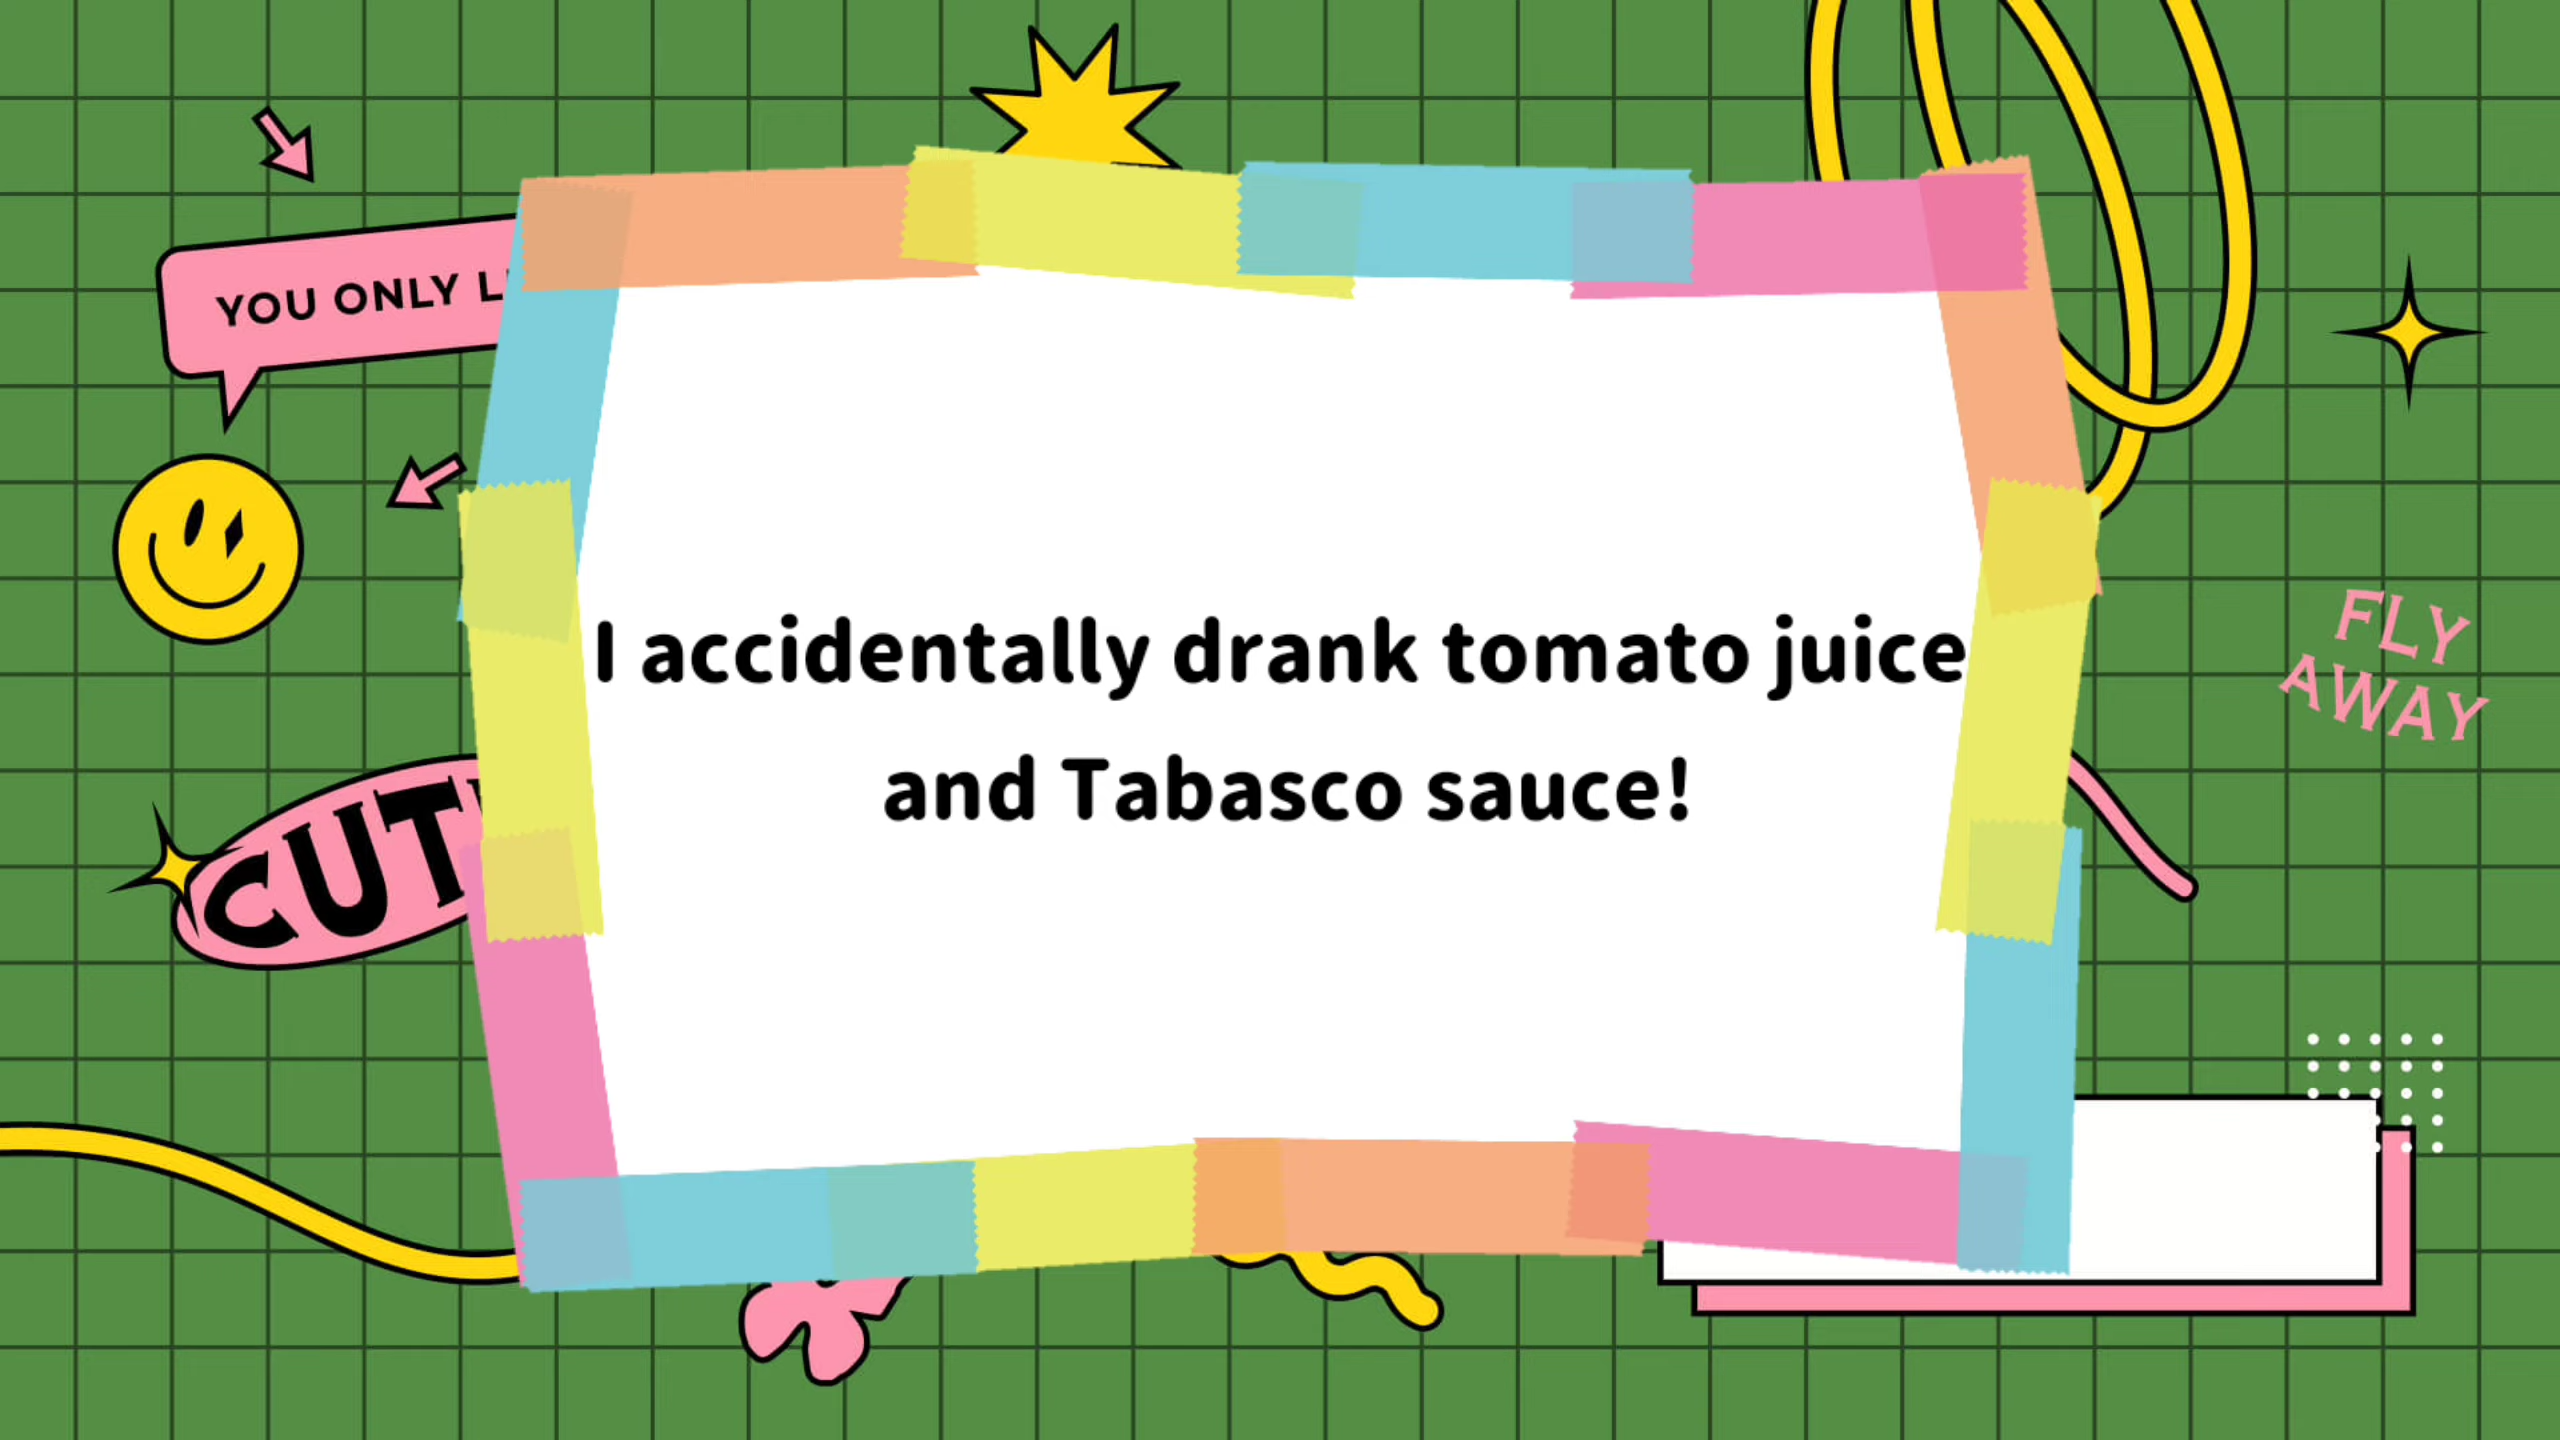 YOU ONLY L
I accidentally drank tomato juice
and Tabasco sauce!
FLY
AWAY
CUT